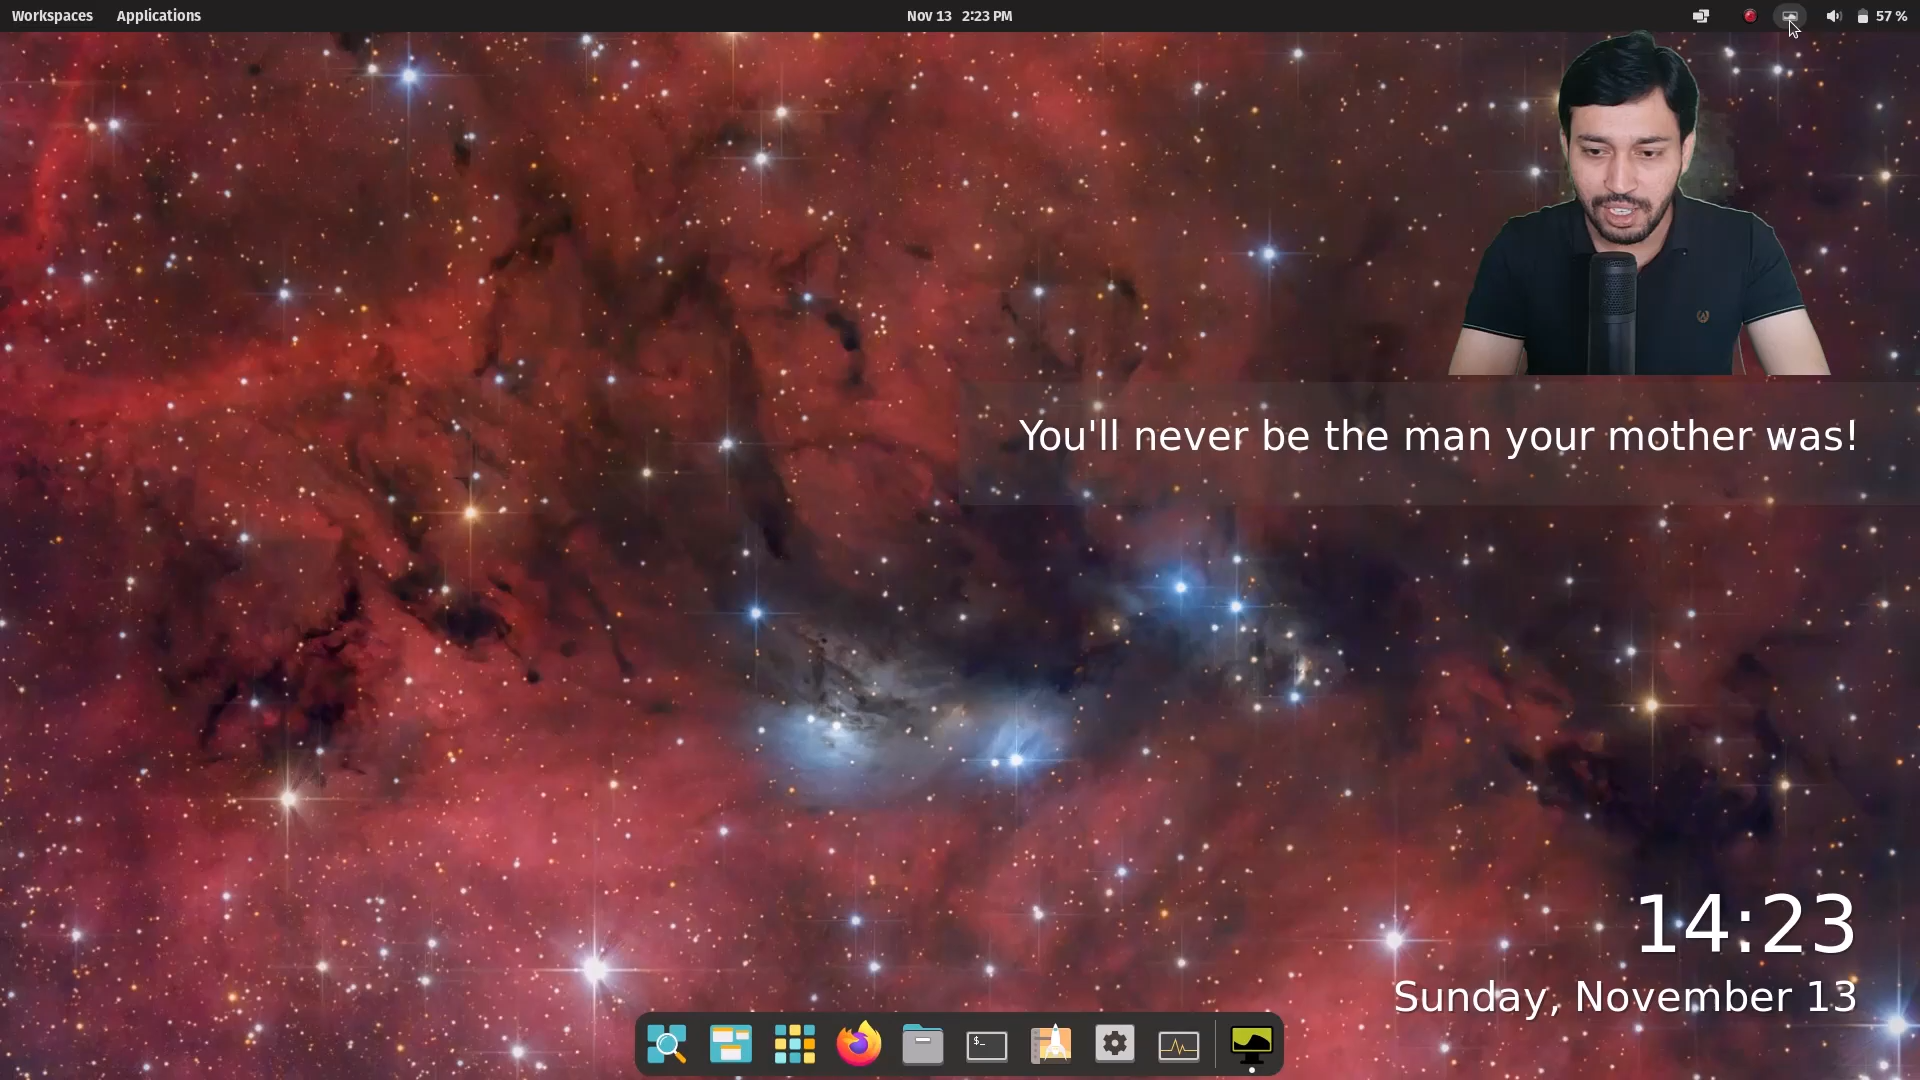 Workspaces Applications Nov 13 2:23 PM 57 %
You'll never be the man your mother was!
14:23
Sunday, November 13
$_